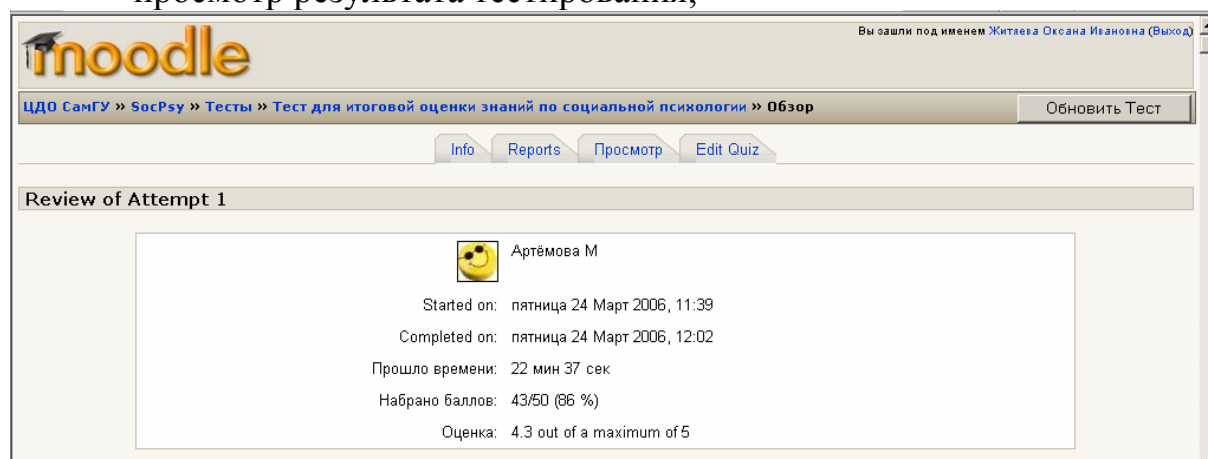 просмотр результата тестирования;
moodle
Вы зашли под именем Житяева Оксана Ивановна (Выход)
ЦДО СамГУ » SocPsy » Тесты » Тест для итоговой оценки знаний по социальной психологии » Обзор
Обновить Тест
Info Reports Просмотр Edit Quiz
Review of Attempt 1
Артёмова М
Started on: пятница 24 Март 2006, 11:39
Completed on: пятница 24 Март 2006, 12:02
Прошло времени: 22 мин 37 сек
Набрано баллов: 43/50 (86 %)
Оценка: 4.3 out of a maximum of 5